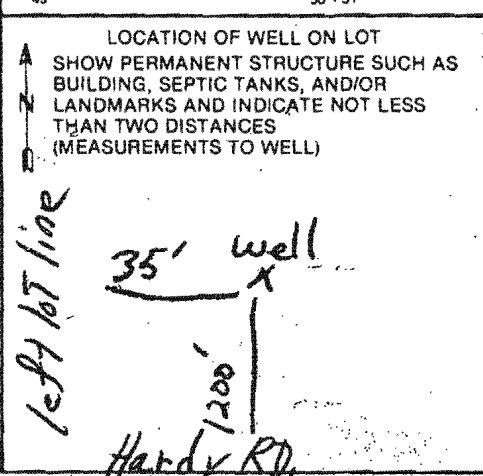 LOCATION OF WELL ON LOT
SHOW PERMANENT STRUCTURE SUCH AS
BUILDING, SEPTIC TANKS, AND/OR
N LANDMARKS AND INDICATE NOT LESS
THAN TWO DISTANCES
(MEASUREMENTS TO WELL)
left lot line
35' well
X
1200'
Hardy RD.